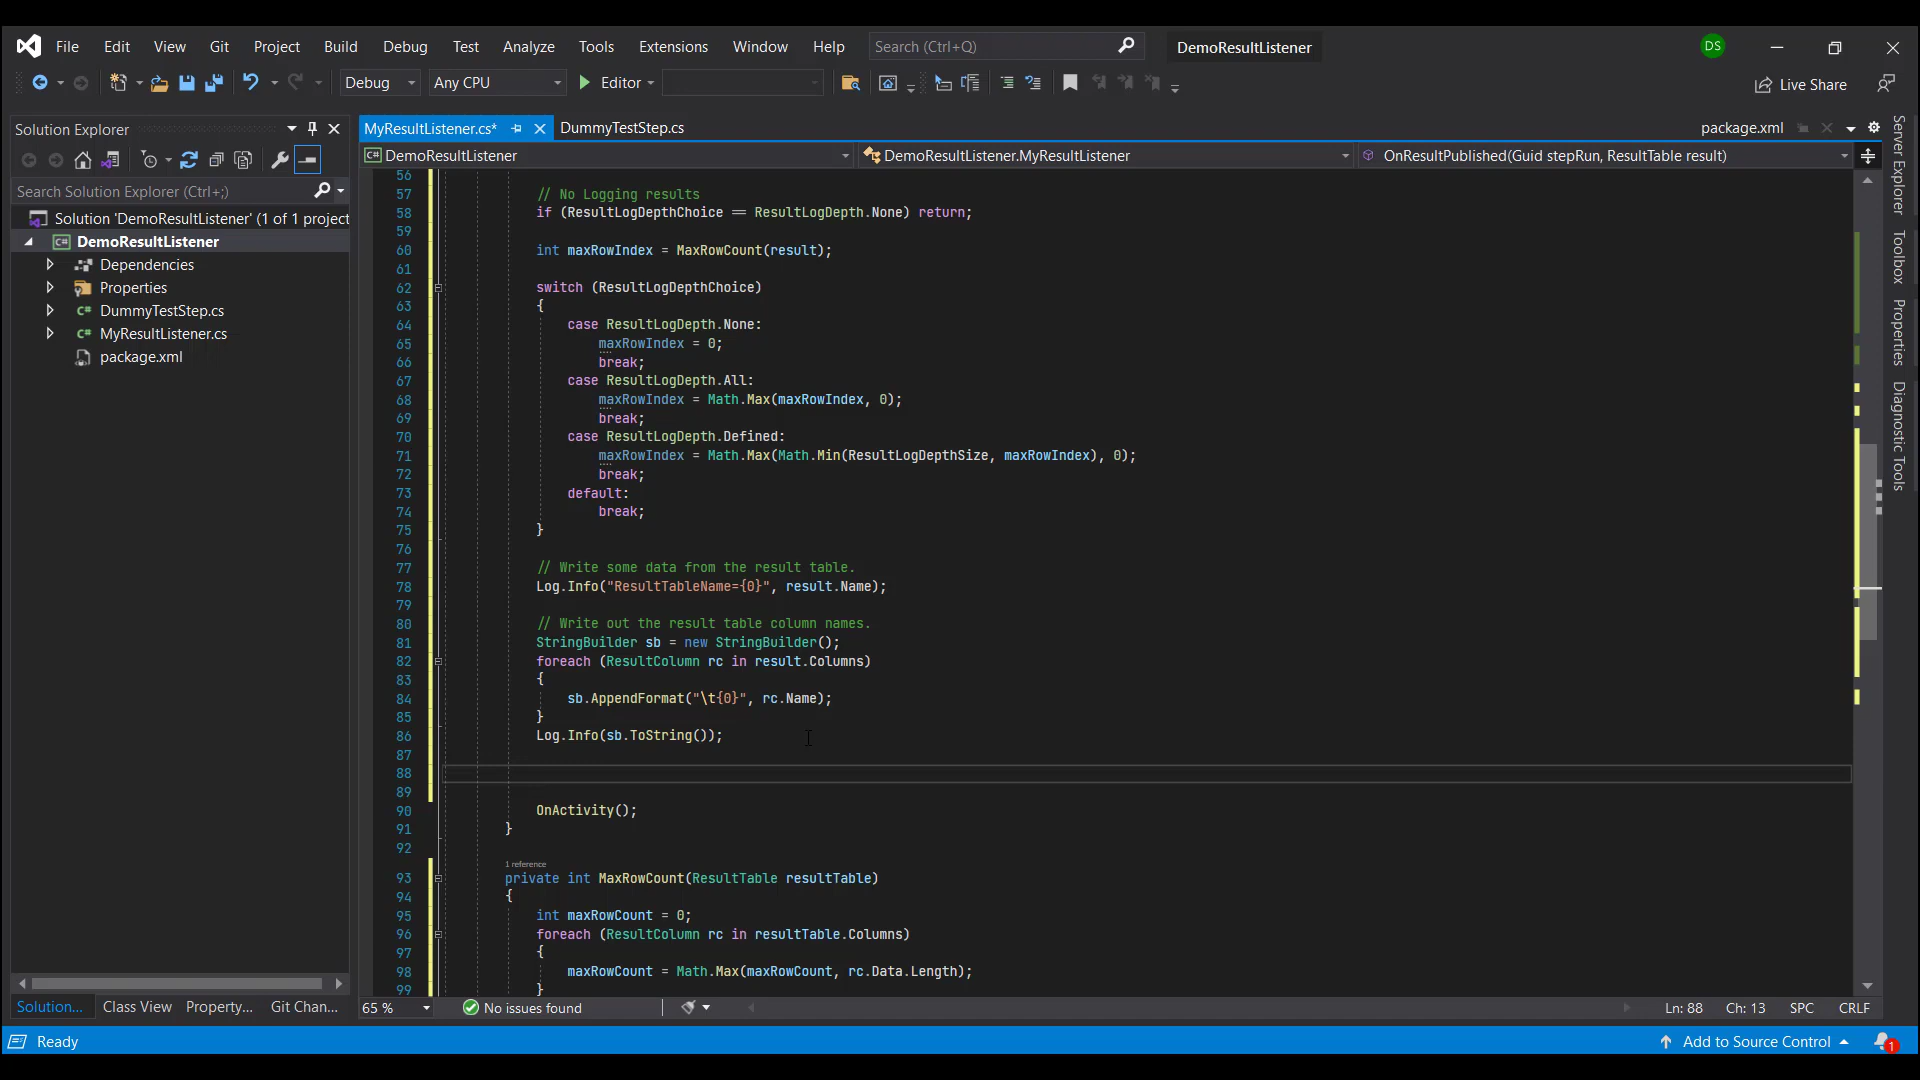 File Edit View Git Project Build Debug Test Analyze Tools Extensions Window Help Search (Ctrl+Q) DemoResultListener DS
Debug Any CPU Editor Live Share
Solution Explorer
Search Solution Explorer (Ctrl+;)
Solution 'DemoResultListener' (1 of 1 project
DemoResultListener
Dependencies
Properties
DummyTestStep.cs
MyResultListener.cs
package.xml
Solution... Class View Property... Git Chan...
MyResultListener.cs* DummyTestStep.cs package.xml
DemoResultListener DemoResultListener.MyResultListener OnResultPublished(Guid stepRun, ResultTable result)
56
57 // No Logging results
58 if (ResultLogDepthChoice == ResultLogDepth.None) return;
59
60 int maxRowIndex = MaxRowCount(result);
61
62 switch (ResultLogDepthChoice)
63 {
64 case ResultLogDepth.None:
65 maxRowIndex = 0;
66 break;
67 case ResultLogDepth.All:
68 maxRowIndex = Math.Max(maxRowIndex, 0);
69 break;
70 case ResultLogDepth.Defined:
71 maxRowIndex = Math.Max(Math.Min(ResultLogDepthSize, maxRowIndex), 0);
72 break;
73 default:
74 break;
75 }
76
77 // Write some data from the result table.
78 Log.Info("ResultTableName={0}", result.Name);
79
80 // Write out the result table column names.
81 StringBuilder sb = new StringBuilder();
82 foreach (ResultColumn rc in result.Columns)
83 {
84 sb.AppendFormat("\t{0}", rc.Name);
85 }
86 Log.Info(sb.ToString());
87
88
89
90 OnActivity();
91 }
92
1 reference
93 private int MaxRowCount(ResultTable resultTable)
94 {
95 int maxRowCount = 0;
96 foreach (ResultColumn rc in resultTable.Columns)
97 {
98 maxRowCount = Math.Max(maxRowCount, rc.Data.Length);
99 }
65 % No issues found Ln: 88 Ch: 13 SPC CRLF
Server Explorer
Toolbox
Properties
Diagnostic Tools
Ready Add to Source Control 1